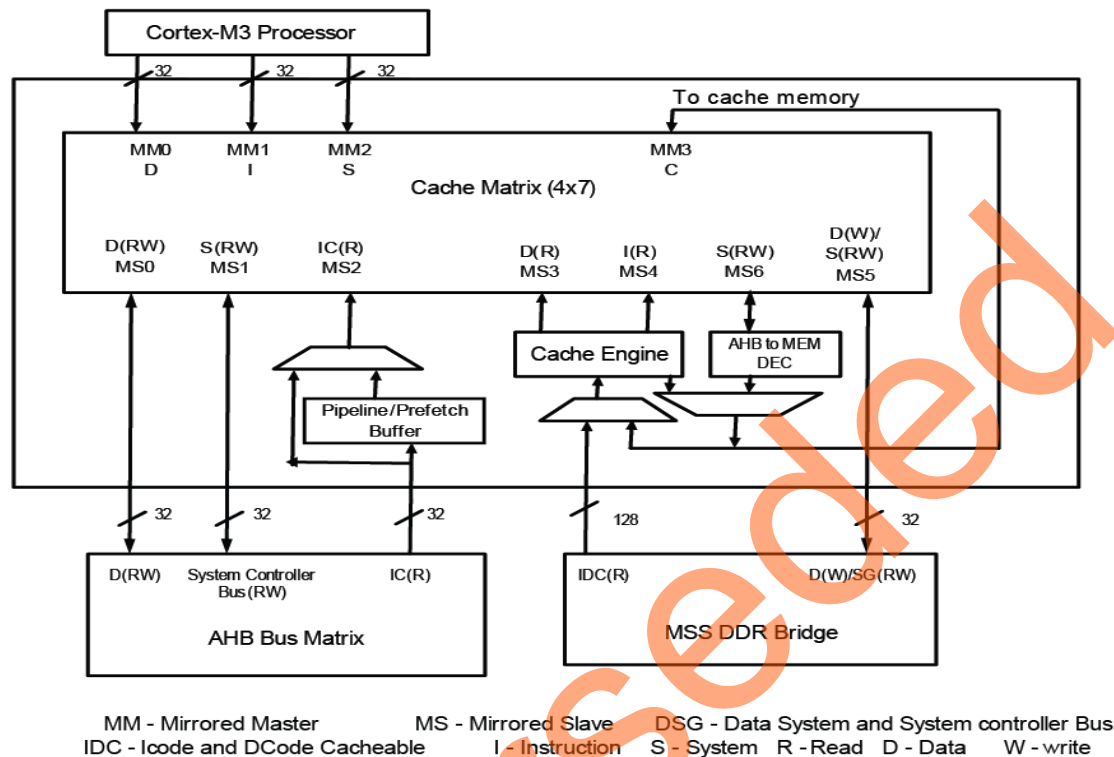 Cortex-M3 Processor
32 32 32
To cache memory
MM0 MM1 MM2 MM3
D I S C
Cache Matrix (4x7)
D(RW) S(RW) IC(R) D(R) I(R) S(RW) D(W)/
MS0 MS1 MS2 MS3 MS4 MS6 S(RW)
MS5
Cache Engine
AHB to MEM
DEC
Pipeline/Prefetch
Buffer
32 32 32 128 32
D(RW) System Controller IC(R) IDC(R) D(W)/SG(RW)
Bus(RW)
AHB Bus Matrix
MSS DDR Bridge
MM - Mirrored Master MS - Mirrored Slave DSG - Data System and System controller Bus
IDC - Icode and DCode Cacheable I - Instruction S - System R - Read D - Data W - write
sseded